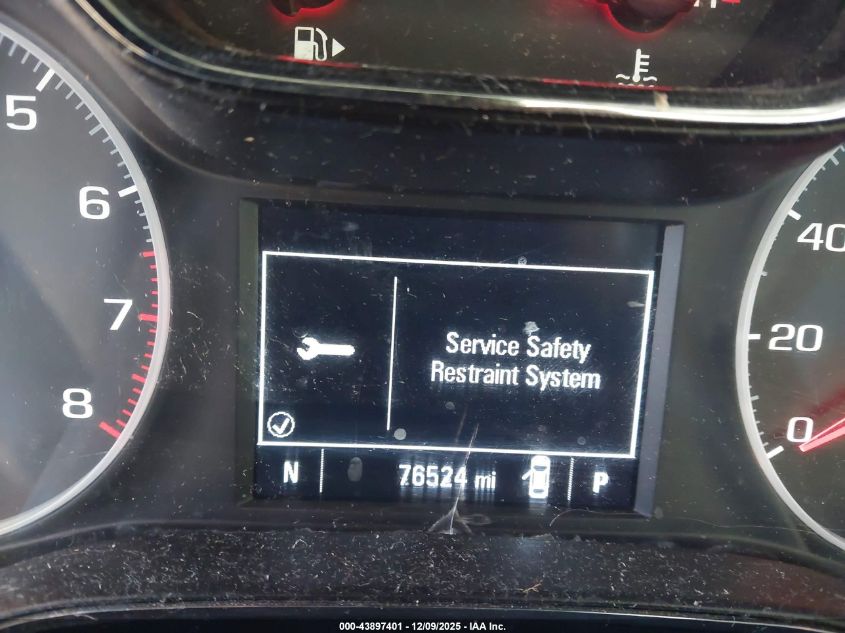 5
6
7
8
40
20
0
Service Safety
Restraint System
N 76524 mi P
000-43897401 - 12/09/2025 - IAA Inc.